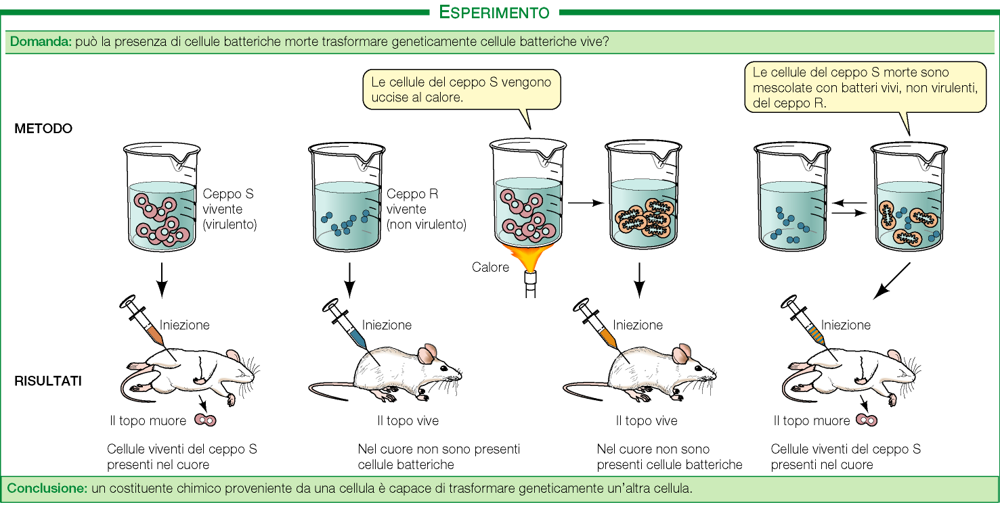 ESPERIMENTO
Domanda: può la presenza di cellule batteriche morte trasformare geneticamente cellule batteriche vive?
Le cellule del ceppo S vengono
uccise al calore.
Le cellule del ceppo S morte sono
mescolate con batteri vivi, non virulenti,
del ceppo R.
METODO
Ceppo S
vivente
(virulento)
Ceppo R
vivente
(non virulento)
Calore
Iniezione
Iniezione
Iniezione
Iniezione
RISULTATI
Il topo muore
Il topo vive
Il topo vive
Il topo muore
Cellule viventi del ceppo S
presenti nel cuore
Nel cuore non sono presenti
cellule batteriche
Nel cuore non sono
presenti cellule batteriche
Cellule viventi del ceppo S
presenti nel cuore
Conclusione: un costituente chimico proveniente da una cellula è capace di trasformare geneticamente un'altra cellula.